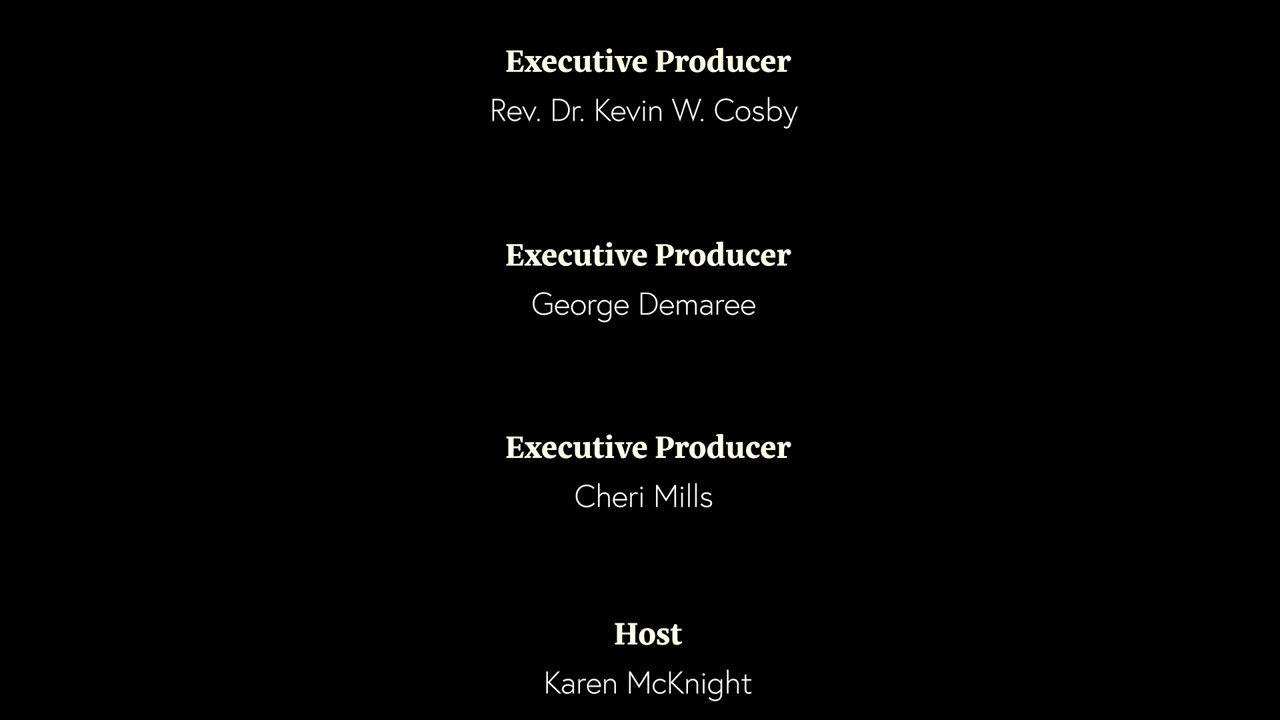 Executive Producer
Rev. Dr. Kevin W. Cosby
Executive Producer
George Demaree
Executive Producer
Cheri Mills
Host
Karen McKnight